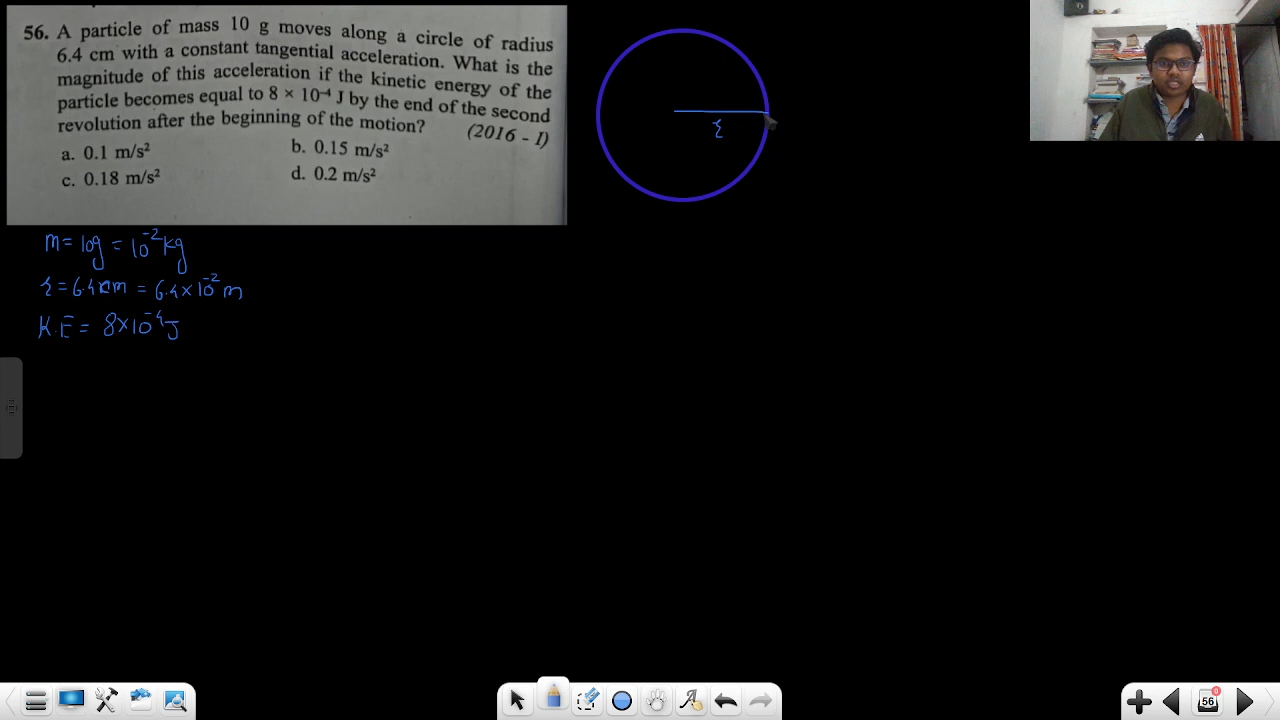 56. A particle of mass 10 g moves along a circle of radius
6.4 cm with a constant tangential acceleration. What is the
magnitude of this acceleration if the kinetic energy of the
particle becomes equal to 8 × 10⁻⁴ J by the end of the second
revolution after the beginning of the motion? (2016 - I)
a. 0.1 m/s² b. 0.15 m/s²
c. 0.18 m/s² d. 0.2 m/s²
r
m = 10g = 10⁻² kg
r = 6.4 cm = 6.4 × 10⁻² m
K.E = 8×10⁻⁴ J
56
0